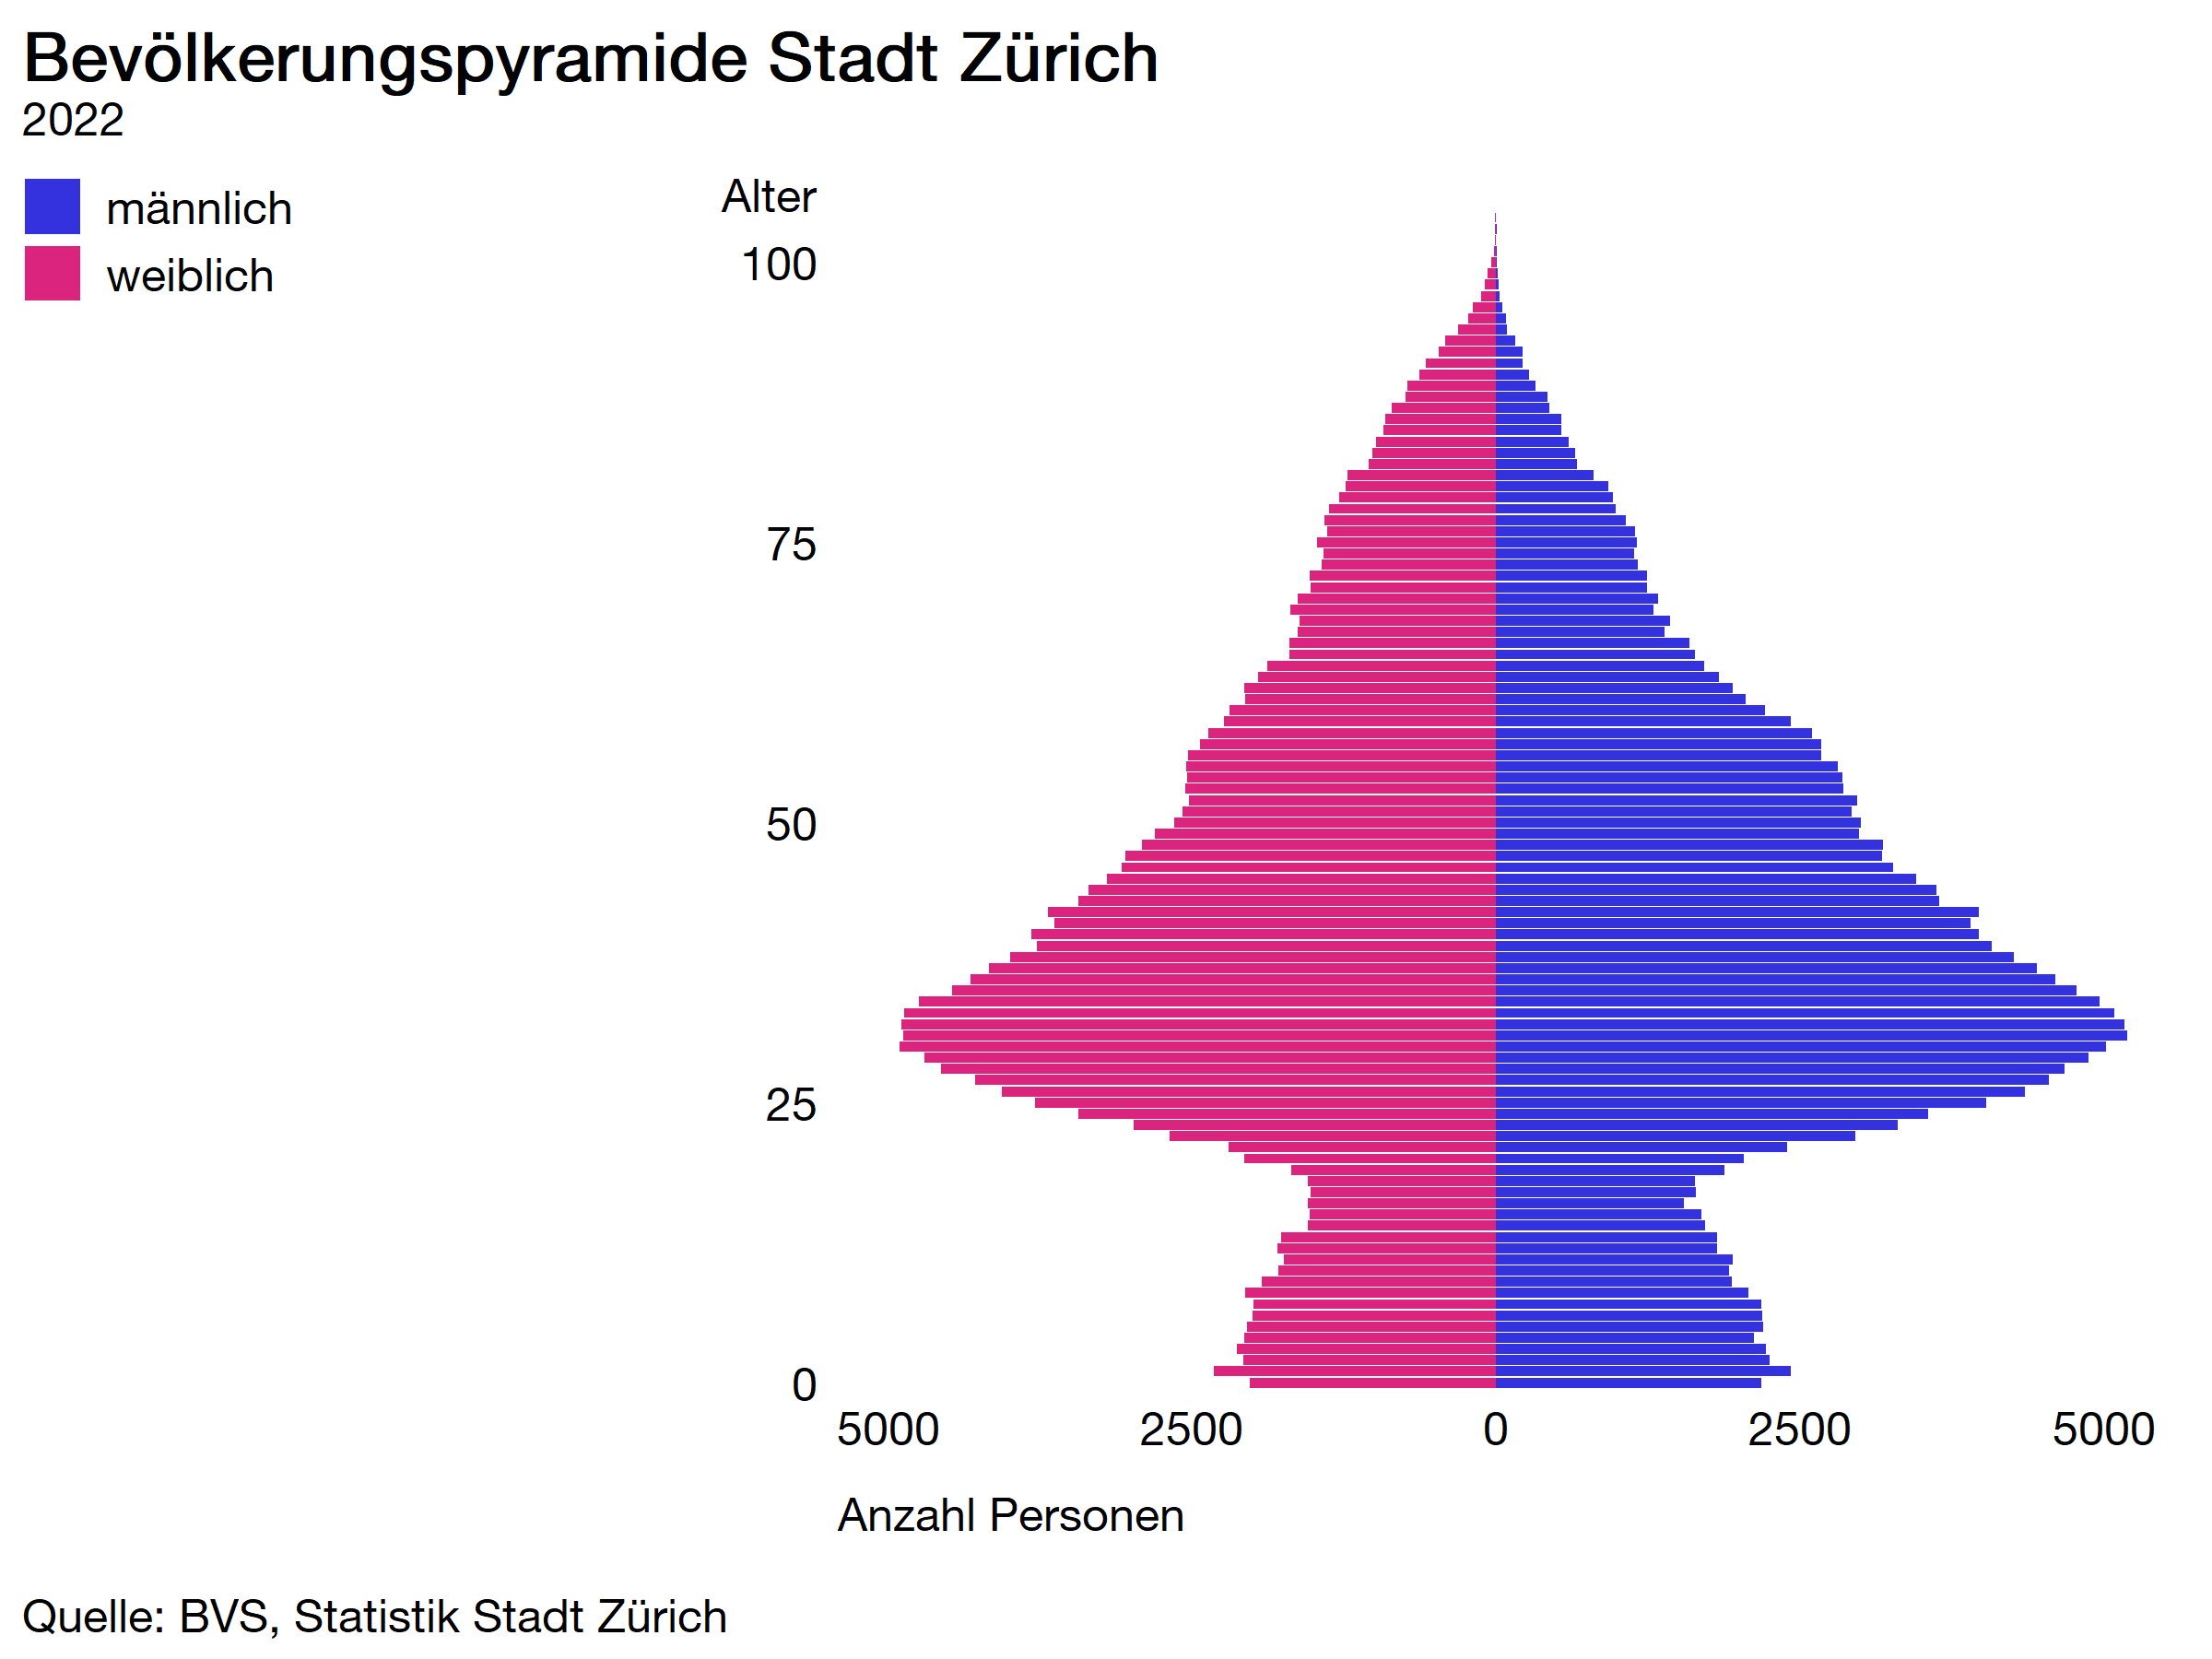 Bevölkerungspyramide Stadt Zürich
2022
männlich
weiblich
Alter
100
75
50
25
0
5000 2500 0 2500 5000
Anzahl Personen
Quelle: BVS, Statistik Stadt Zürich